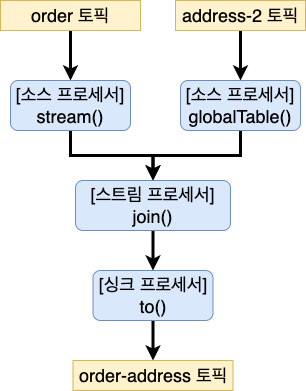 order 토픽
address-2 토픽
[소스 프로세서]
stream()
[소스 프로세서]
globalTable()
[스트림 프로세서]
join()
[싱크 프로세서]
to()
order-address 토픽